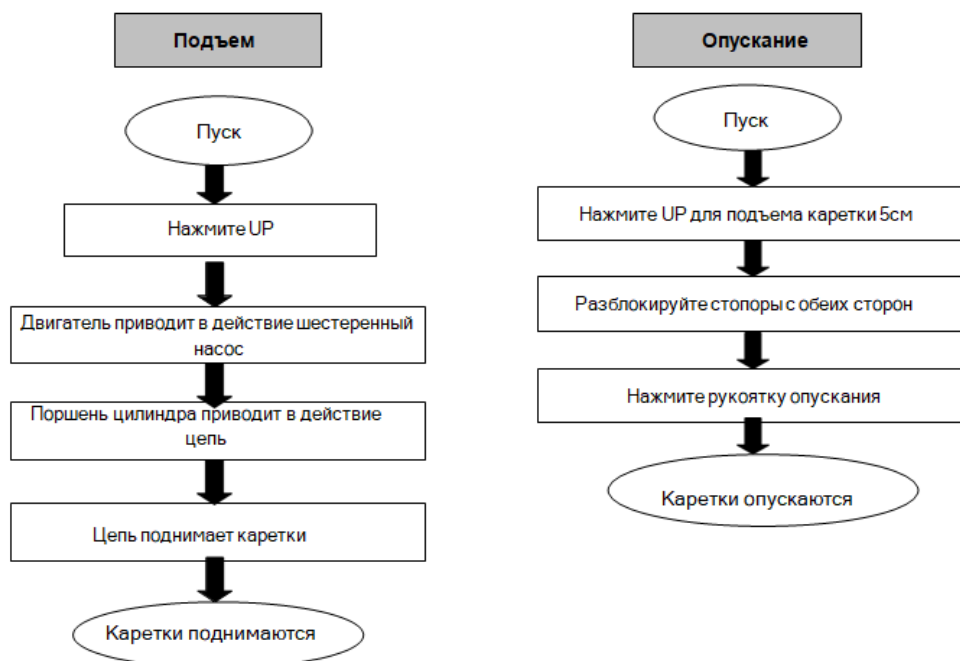 Подъем
Пуск
Нажмите UP
Двигатель приводит в действие шестеренный
насос
Поршень цилиндра приводит в действие
цепь
Цепь поднимает каретки
Каретки поднимаются
Опускание
Пуск
Нажмите UP для подъема каретки 5см
Разблокируйте стопоры с обеих сторон
Нажмите рукоятку опускания
Каретки опускаются